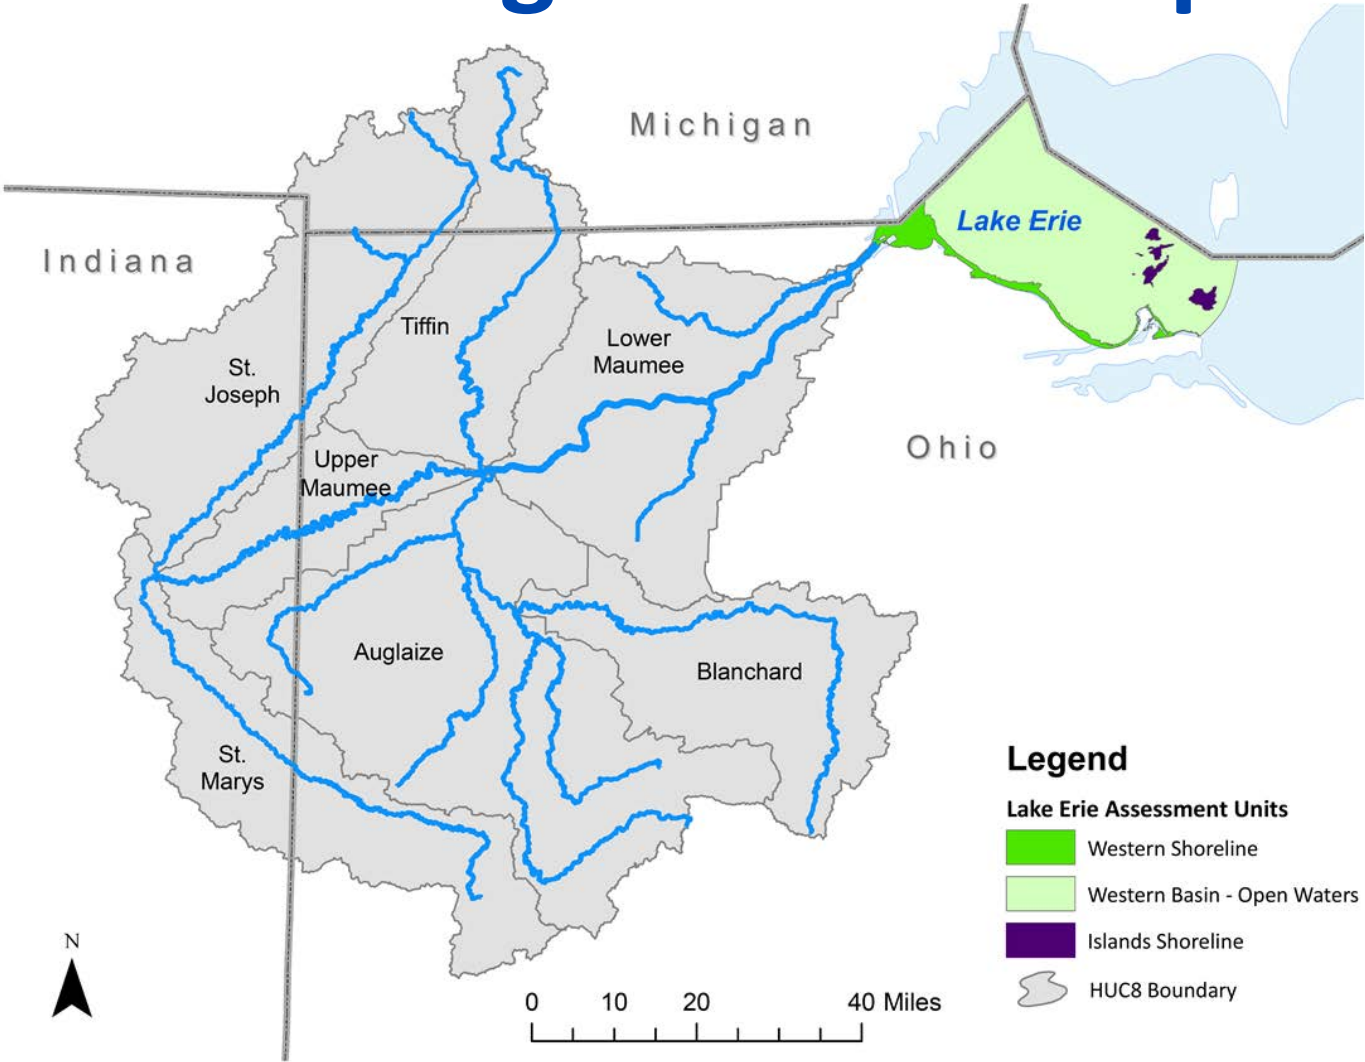 Michigan
Lake Erie
Indiana
Tiffin
Lower
Maumee
St.
Joseph
Ohio
Upper
Maumee
Auglaize
Blanchard
St.
Marys
Legend
Lake Erie Assessment Units
Western Shoreline
Western Basin - Open Waters
Islands Shoreline
HUC8 Boundary
N
0 10 20 40 Miles